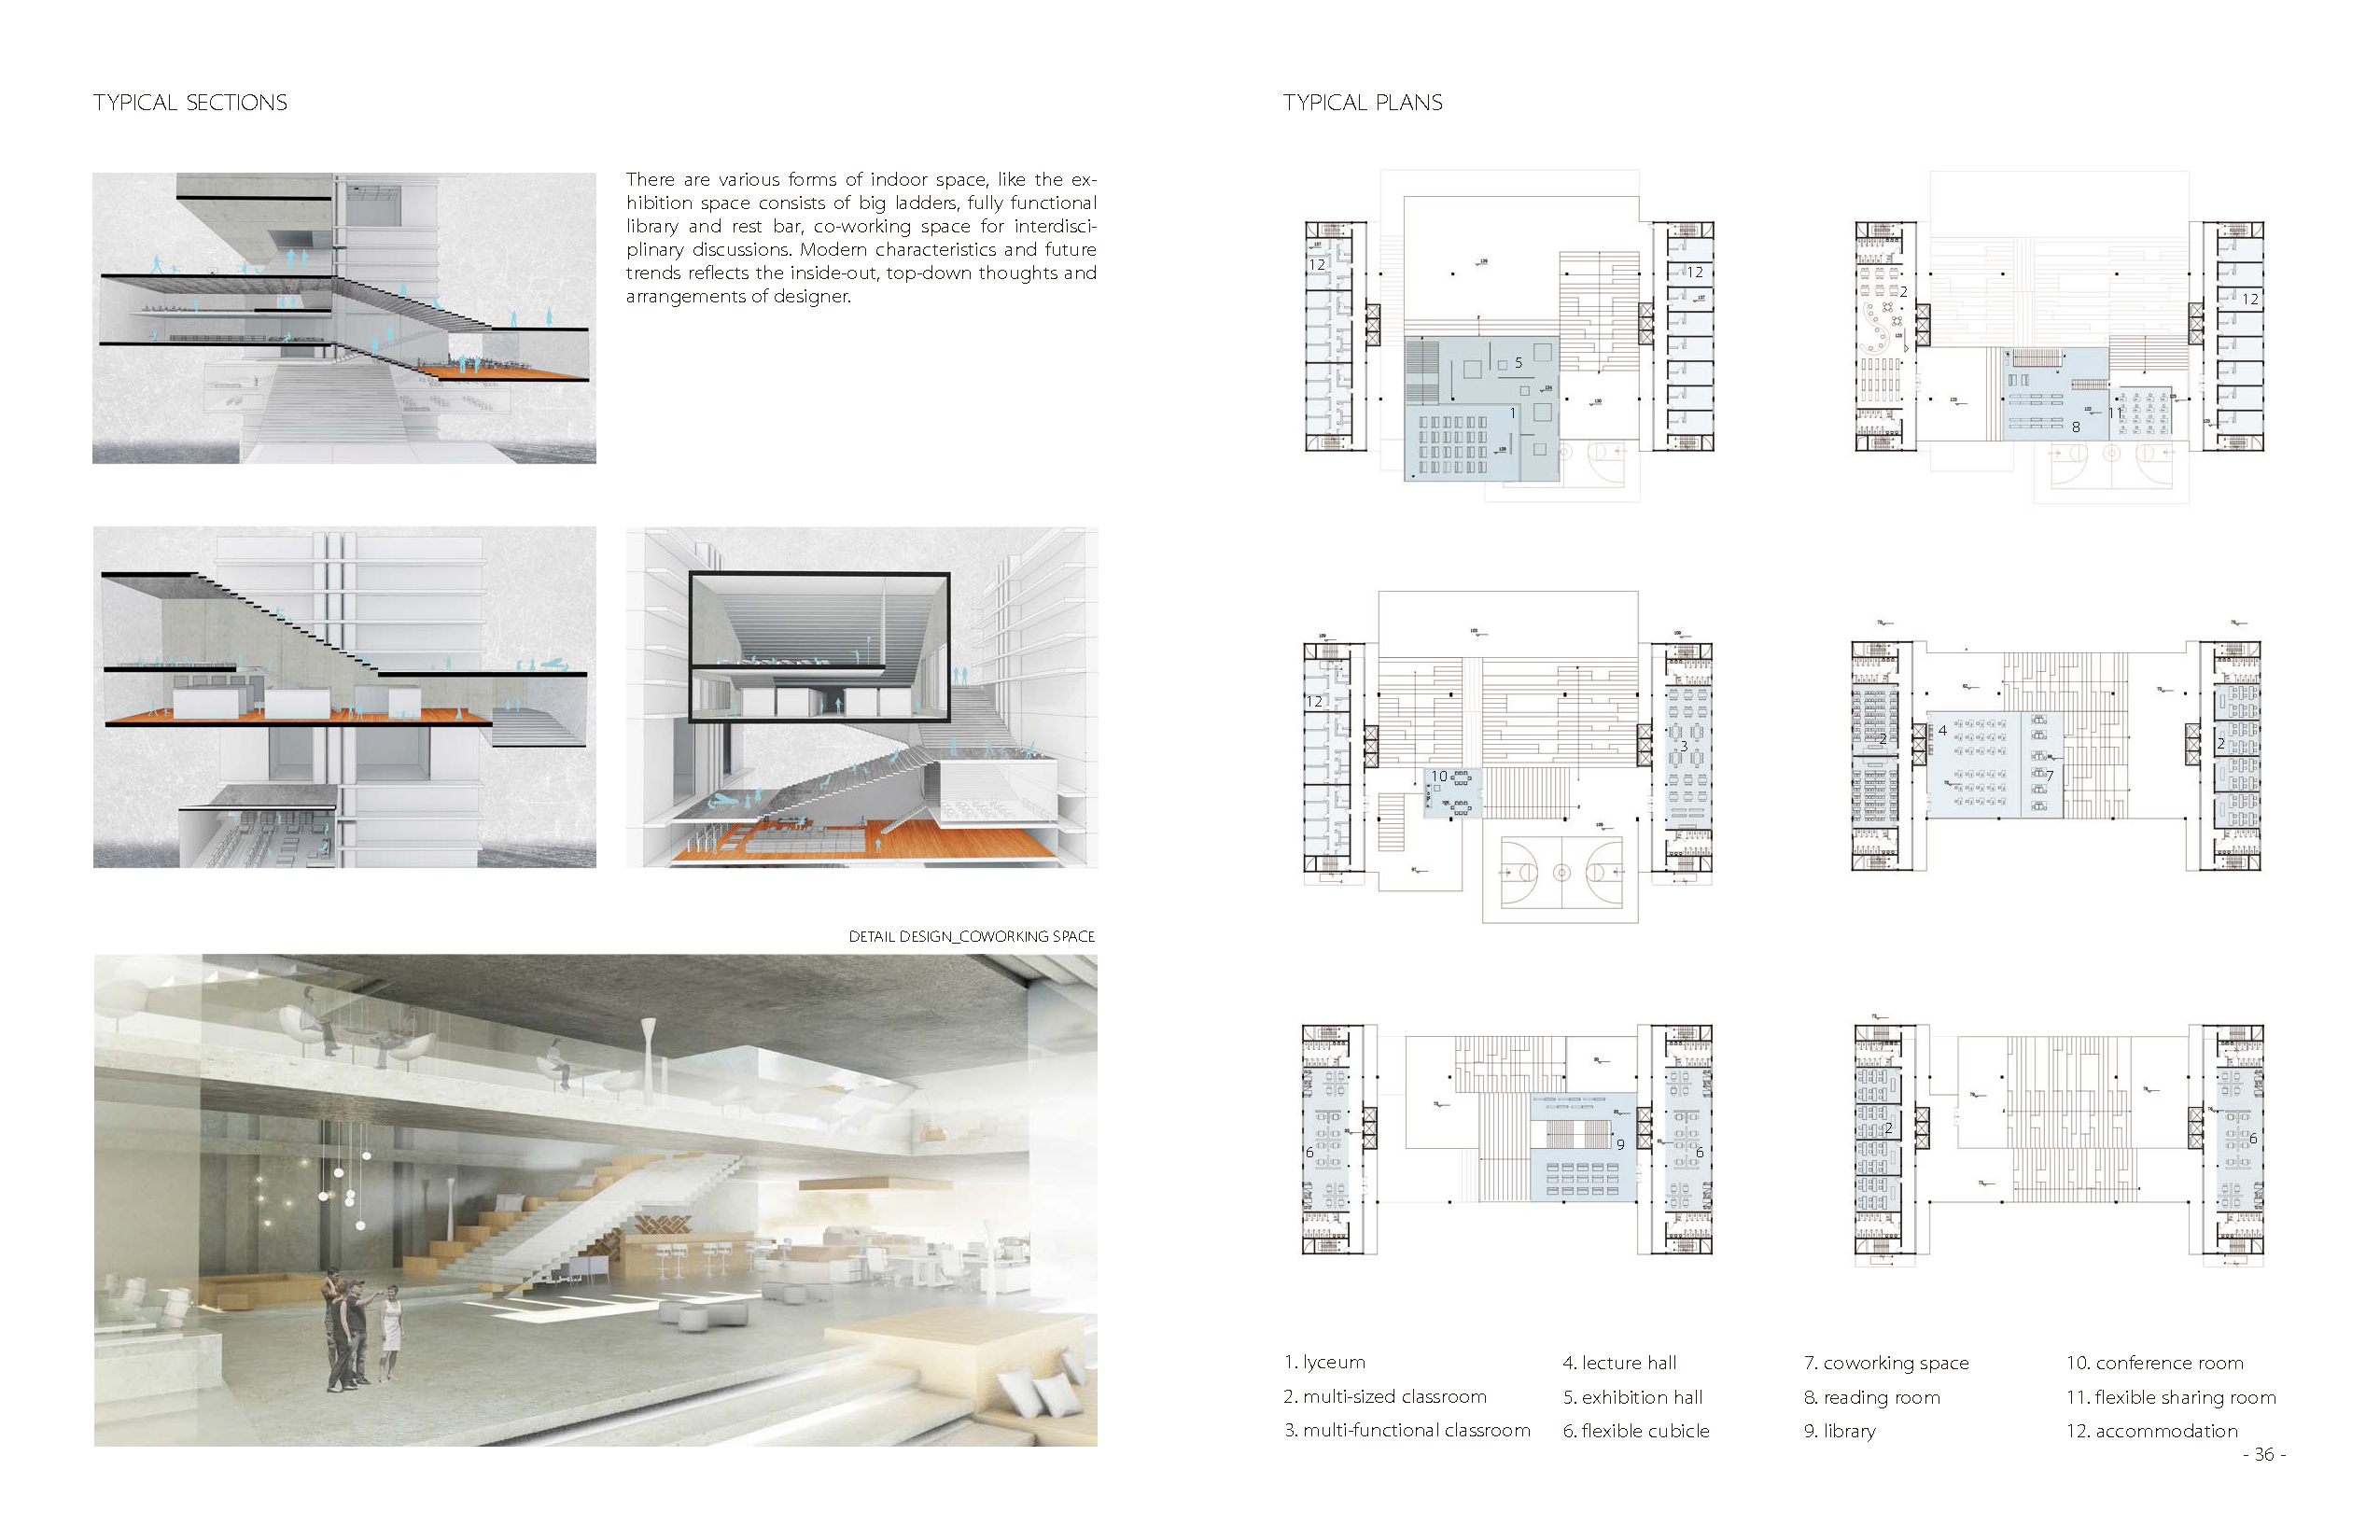 TYPICAL SECTIONS
There are various forms of indoor space, like the ex-
hibition space consists of big ladders, fully functional
library and rest bar, co-working space for interdisci-
plinary discussions. Modern characteristics and future
trends reflects the inside-out, top-down thoughts and
arrangements of designer.
DETAIL DESIGN_COWORKING SPACE
TYPICAL PLANS
12
5
1
12
2
8
11
12
12
10
3
2
4
7
2
6
9
6
2
6
1. lyceum
2. multi-sized classroom
3. multi-functional classroom
4. lecture hall
5. exhibition hall
6. flexible cubicle
7. coworking space
8. reading room
9. library
10. conference room
11. flexible sharing room
12. accommodation
- 36 -